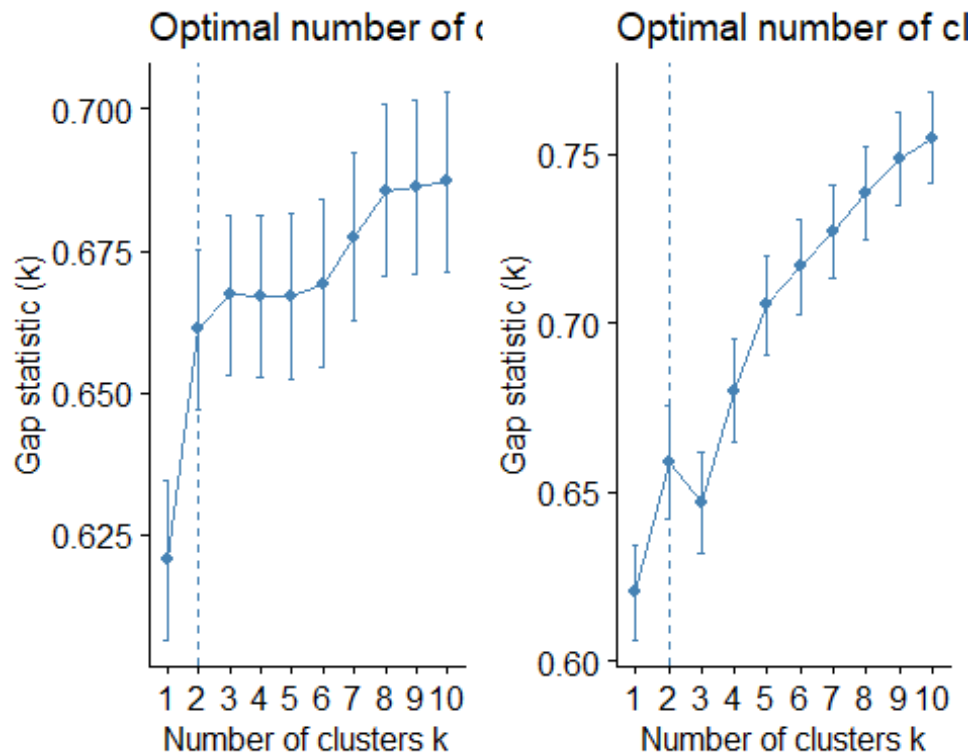 Optimal number of c
0.700
0.675
0.650
0.625
Gap statistic (k)
1 2 3 4 5 6 7 8 9 10
Number of clusters k
Optimal number of cl
0.75
0.70
0.65
0.60
Gap statistic (k)
1 2 3 4 5 6 7 8 9 10
Number of clusters k